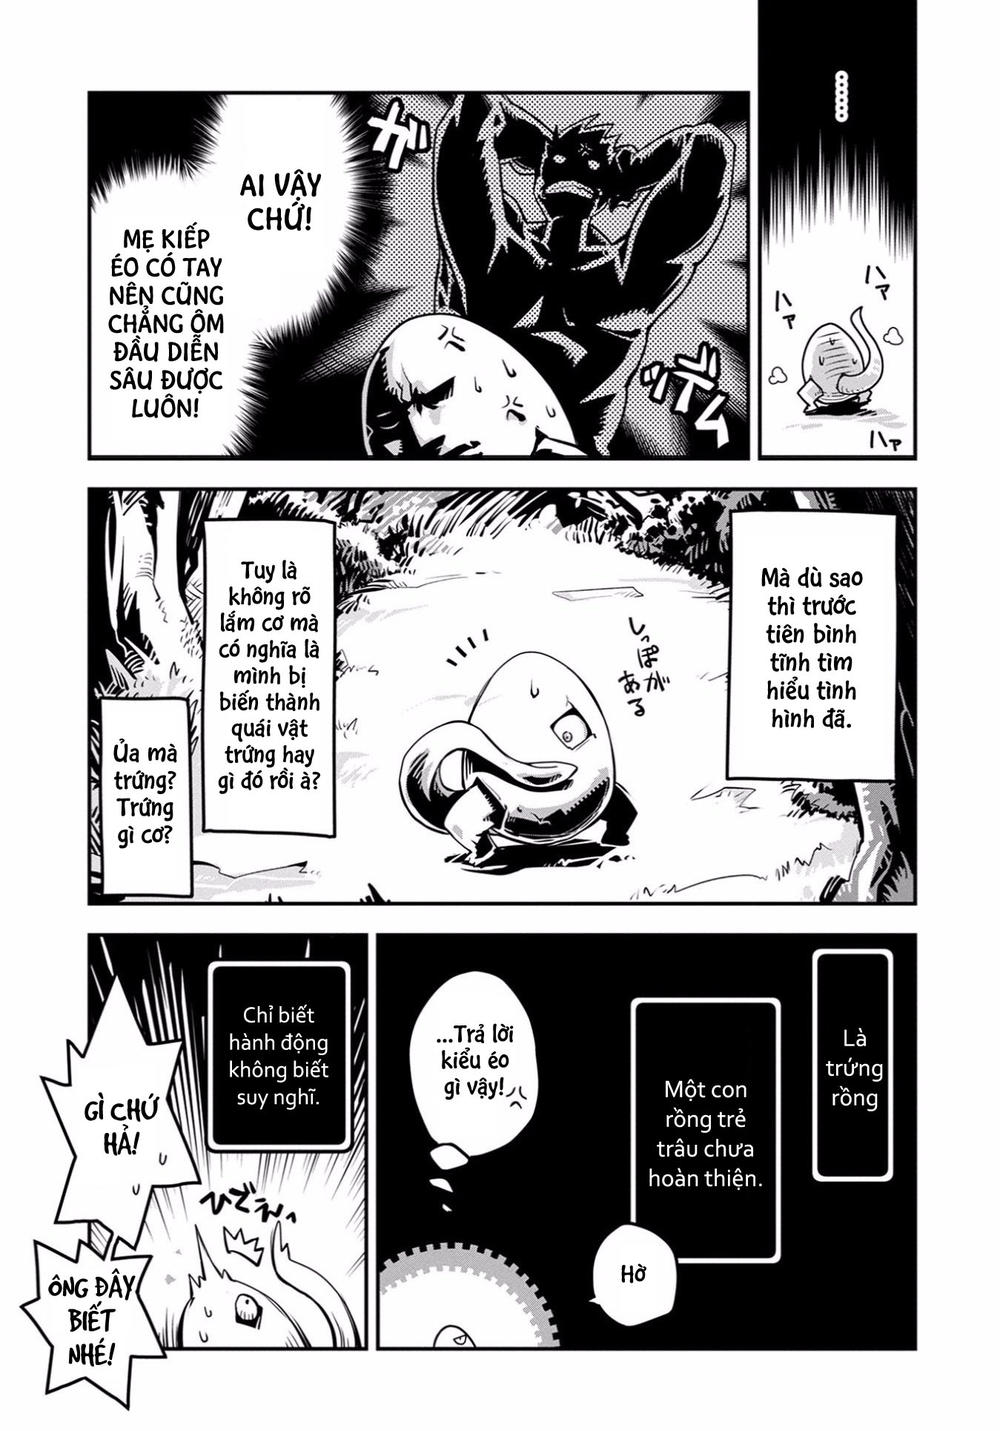 ………
ハァ
ハァ
ハァ
AI VẬY
CHỨ!
MẸ KIẾP
ÉO CÓ TAY
NÊN CŨNG
CHẲNG ÔM
ĐẦU DIỄN
SÂU ĐƯỢC
LUÔN!
Mà dù sao
thì trước
tiên bình
tĩnh tìm
hiểu tình
hình đã.
しっぽが
ある
Tuy là
không rõ
lắm cơ mà
có nghĩa là
mình bị
biến thành
quái vật
trứng hay
gì đó rồi à?
Ủa mà
trứng?
Trứng
gì cơ?
Là
trứng
rồng
Một con
rồng trẻ
trâu chưa
hoàn thiện.
Hờ
...Trả lời
kiểu éo
gì vậy!
Chỉ biết
hành động
không biết
suy nghĩ.
ひでぇ
GÌ CHỨ
HẢ!
ÔNG ĐÂY
BIẾT
NHÉ!